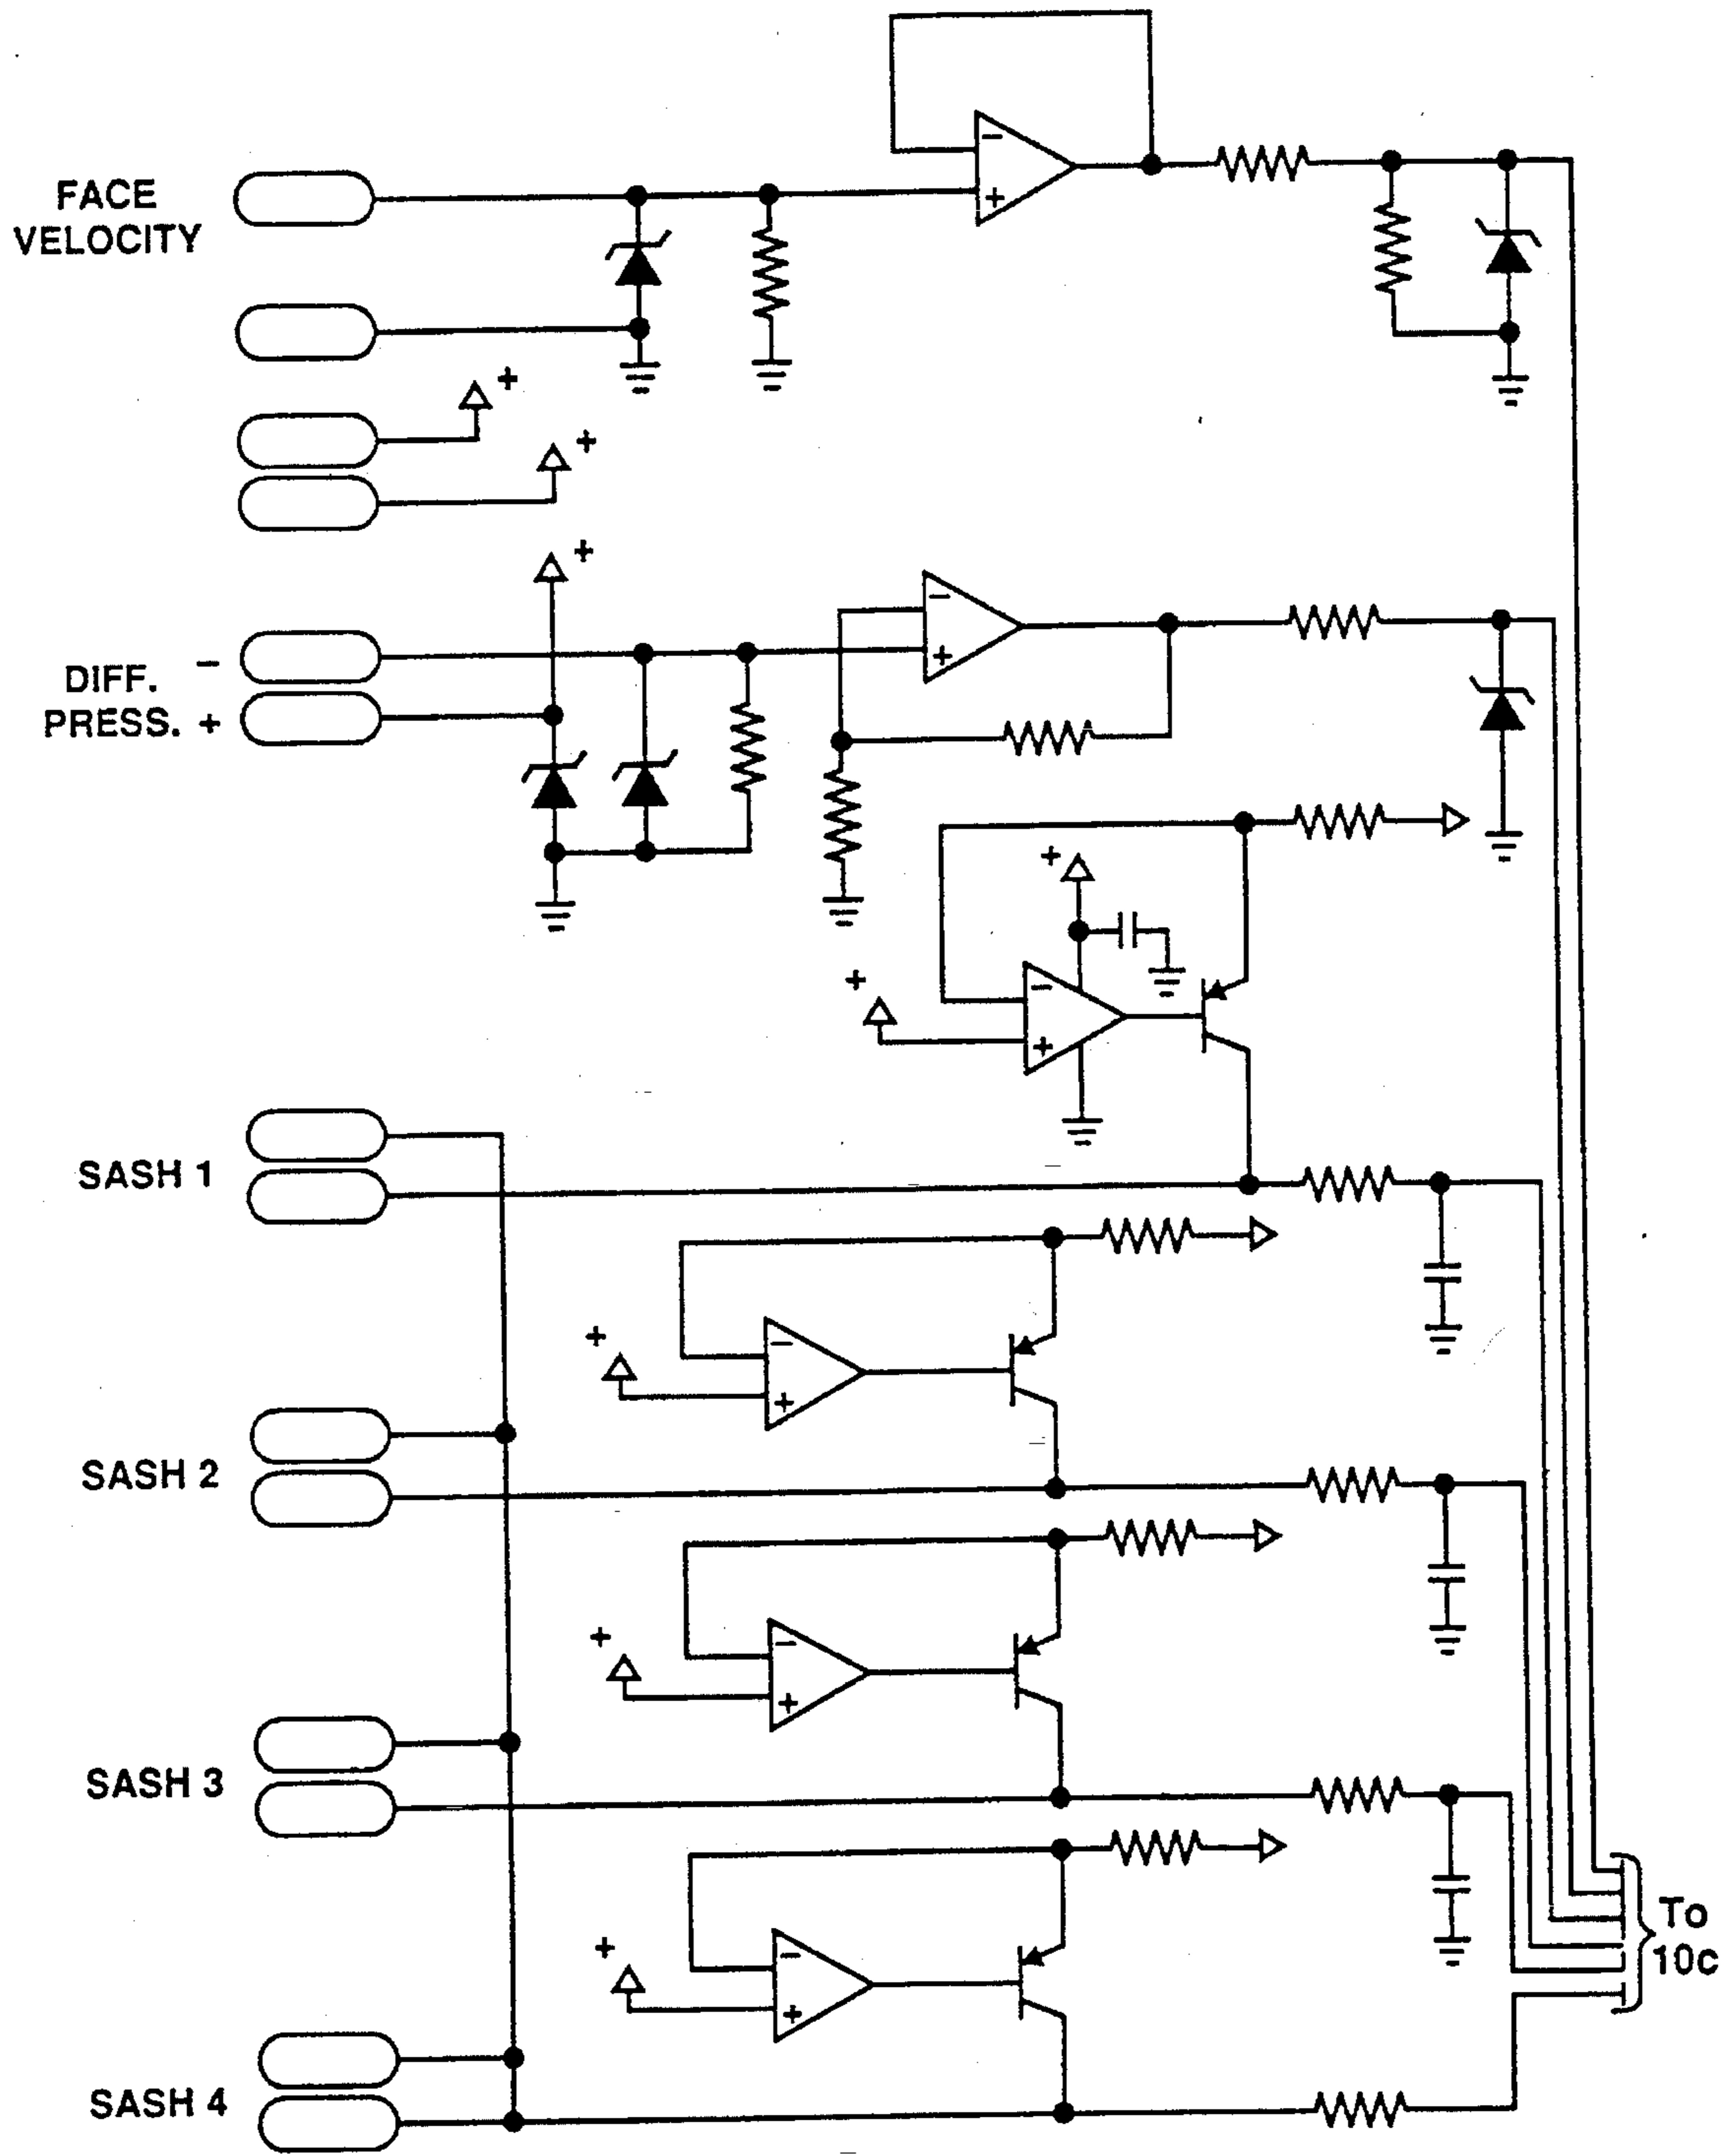 FACE
VELOCITY
+
+
+
DIFF. −
PRESS. +
− +
− +
+
+
− +
SASH 1
+
− +
SASH 2
+
− +
SASH 3
+
− +
SASH 4
To
10c